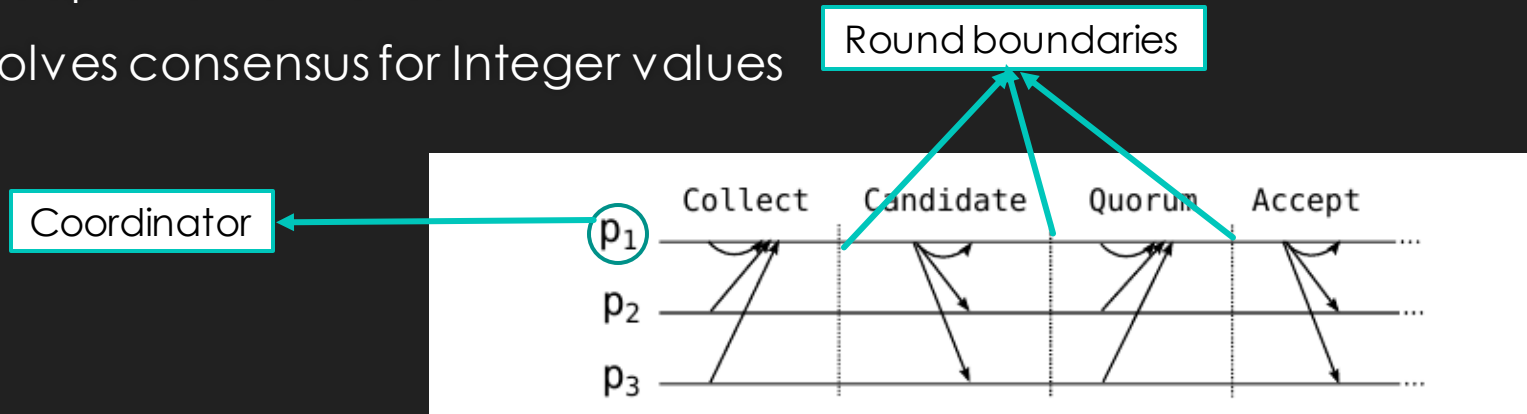 olves consensus for Integer values
Round boundaries
Coordinator
Collect Candidate Quorum Accept
p₁
p₂
p₃